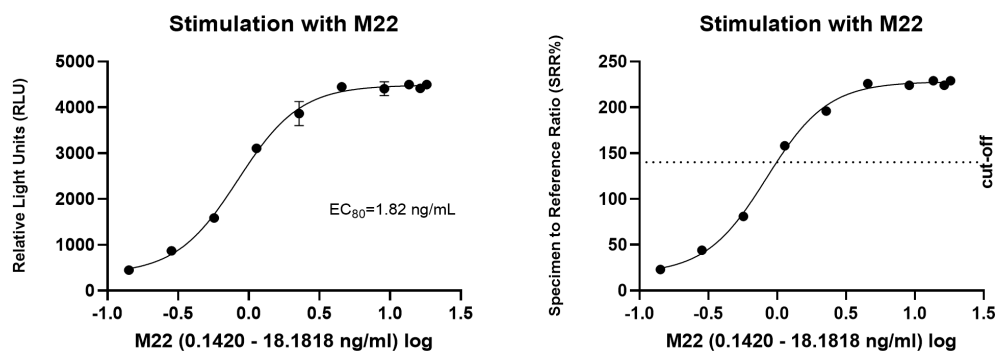 Stimulation with M22
Relative Light Units (RLU)
5000
4000
3000
2000
1000
0
EC80=1.82 ng/mL
-1.0 -0.5 0.0 0.5 1.0 1.5
M22 (0.1420 - 18.1818 ng/ml) log
Stimulation with M22
Specimen to Reference Ratio (SRR%)
250
200
150
100
50
0
cut-off
-1.0 -0.5 0.0 0.5 1.0 1.5
M22 (0.1420 - 18.1818 ng/ml) log